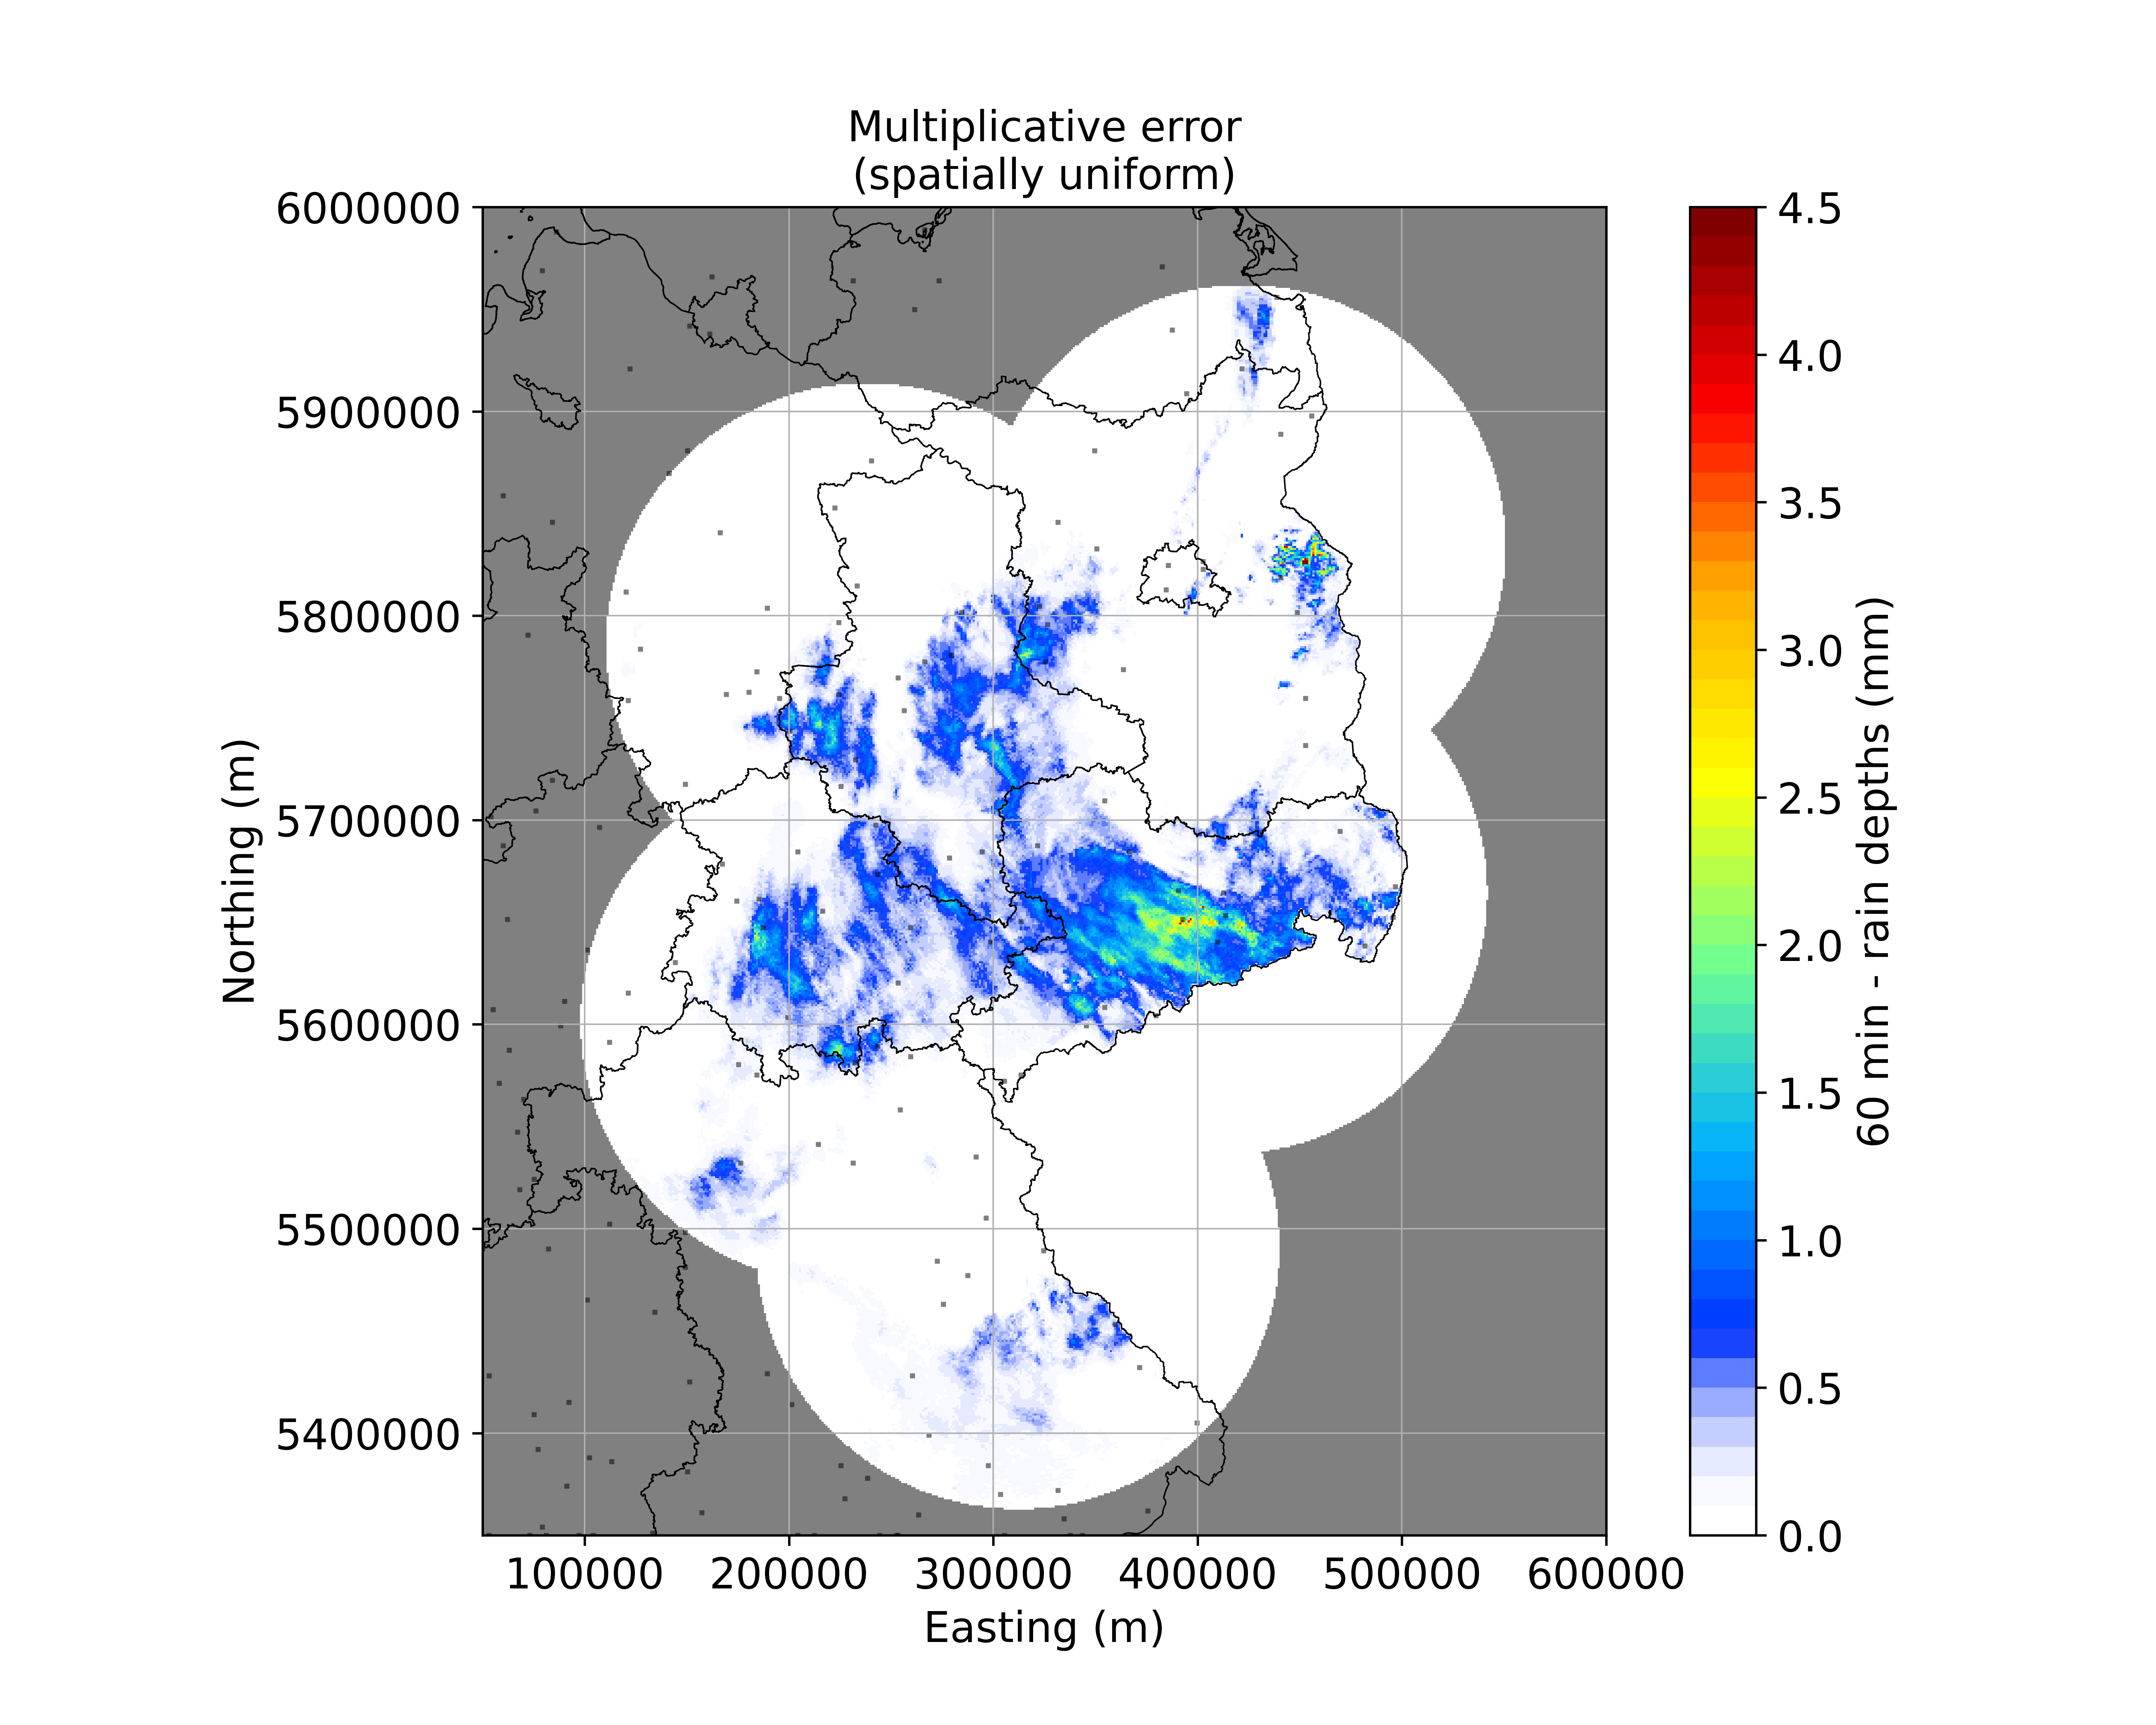 Multiplicative error
(spatially uniform)
6000000
5900000
5800000
5700000
5600000
5500000
5400000
Northing (m)
100000 200000 300000 400000 500000 600000
Easting (m)
4.5
4.0
3.5
3.0
2.5
2.0
1.5
1.0
0.5
0.0
60 min - rain depths (mm)